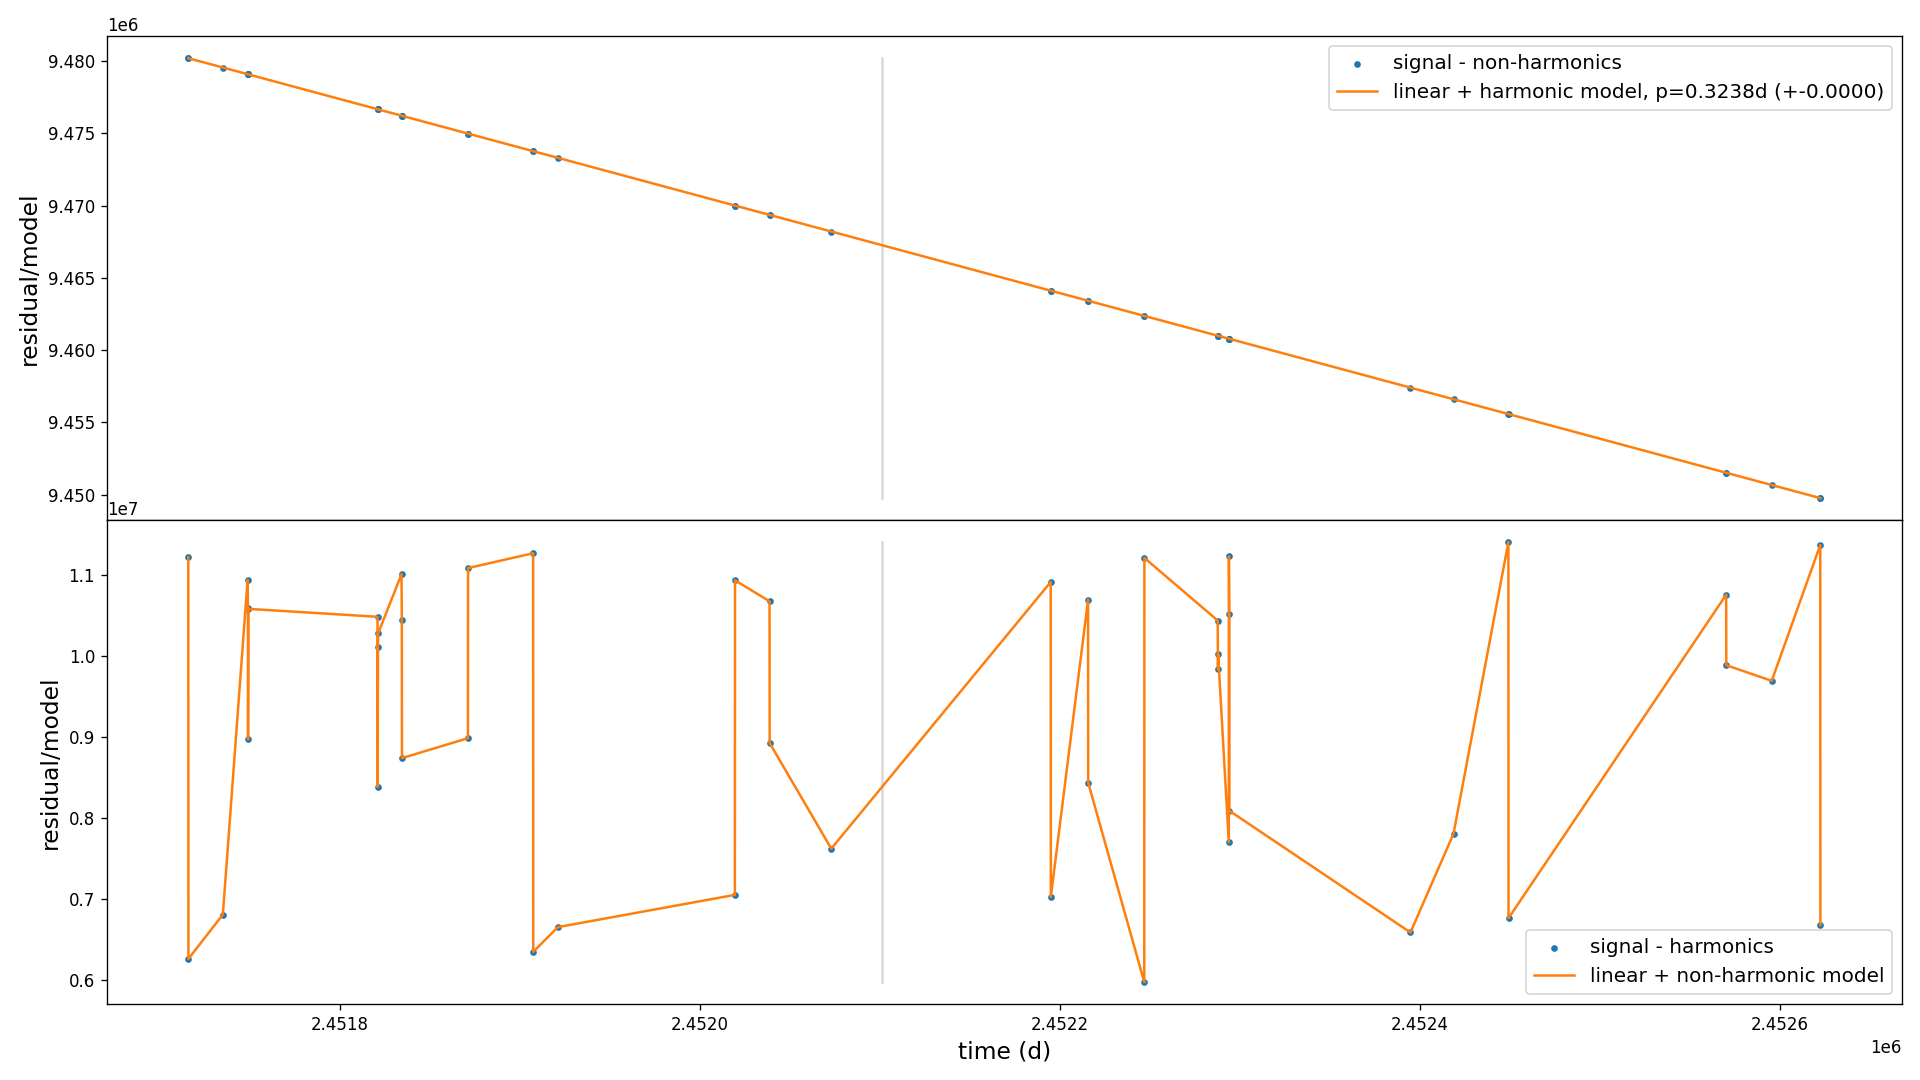 1e6
9.480
9.475
9.470
9.465
9.460
9.455
9.450
residual/model
signal - non-harmonics
linear + harmonic model, p=0.3238d (+-0.0000)
1e7
1.1
1.0
0.9
0.8
0.7
0.6
residual/model
signal - harmonics
linear + non-harmonic model
2.4518 2.4520 2.4522 2.4524 2.4526
time (d)
1e6